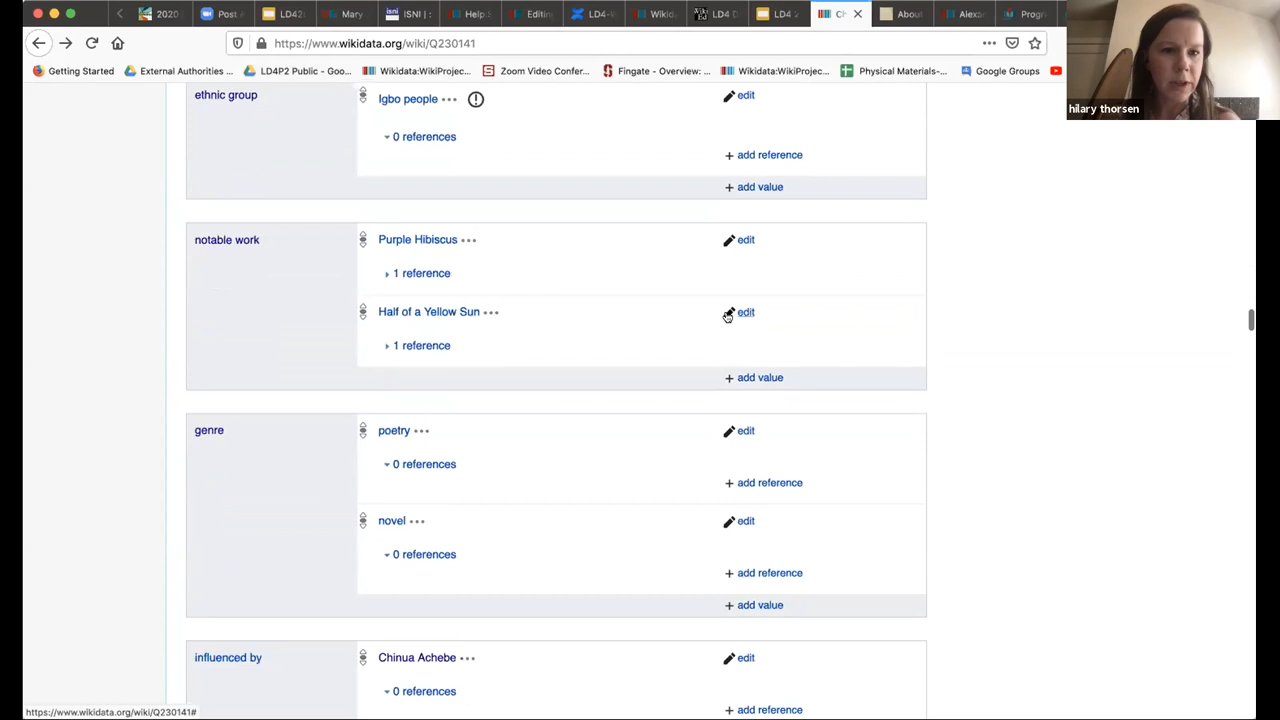 2020
Post
LD42
Mary
ISNI | :
Help:S
Editin
LD4-V
Wikid
LD4 D
LD4 2
Ch
About
Alexa
Progr
https://www.wikidata.org/wiki/Q230141
Getting Started
External Authorities ...
LD4P2 Public - Goo...
Wikidata:WikiProjec...
Zoom Video Confer...
Fingate - Overview: ...
Wikidata:WikiProjec...
Physical Materials-...
Google Groups
hilary thorsen
ethnic group
Igbo people
edit
0 references
+ add reference
+ add value
notable work
Purple Hibiscus
edit
1 reference
Half of a Yellow Sun
edit
1 reference
+ add value
genre
poetry
edit
0 references
+ add reference
novel
edit
0 references
+ add reference
+ add value
influenced by
Chinua Achebe
edit
0 references
+ add reference
https://www.wikidata.org/wiki/Q230141#